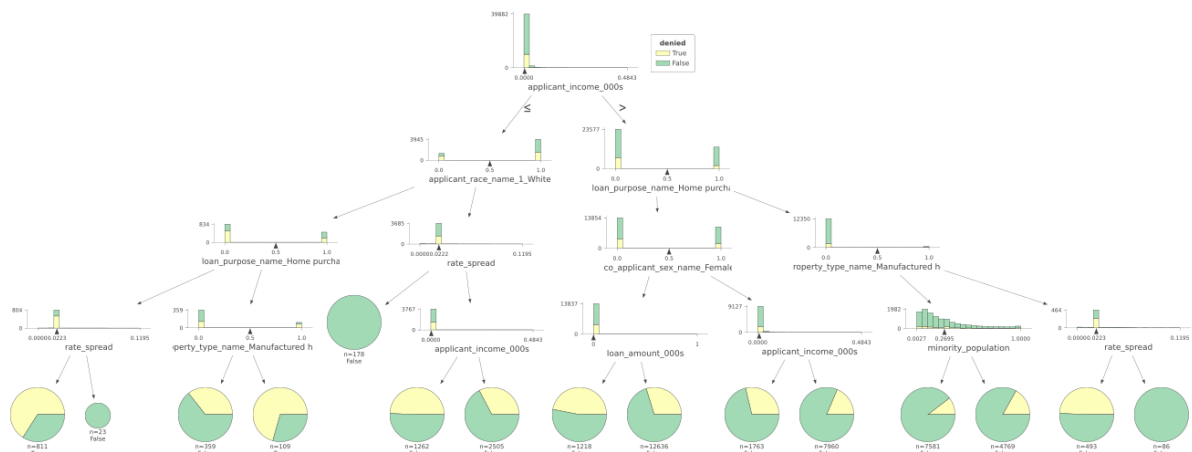 39882
0
0.0000 0.4843
applicant_income_000s
denied
True
False
≤ >
3945
0
0.0 0.5 1.0
applicant_race_name_1_White
23577
0
0.0 0.5 1.0
loan_purpose_name_Home purcha
834
0
0.0 0.5 1.0
loan_purpose_name_Home purcha
3685
0
0.00000.0222 0.1195
rate_spread
13854
0
0.0 0.5 1.0
co_applicant_sex_name_Female
12350
0
0.0 0.5 1.0
roperty_type_name_Manufactured h
804
0
0.00000.0223 0.1195
rate_spread
359
0
0.0 0.5 1.0
perty_type_name_Manufactured h
n=178
False
3767
0
0.0000 0.4843
applicant_income_000s
13837
0
0 1
loan_amount_000s
9127
0
0.0000 0.4843
applicant_income_000s
1982
0
0.0027 0.2695 1.0000
minority_population
464
0
0.00000.0223 0.1195
rate_spread
n=811
n=23
False
n=359
n=109
n=1262
n=2505
n=1218
n=12636
n=1763
n=7960
n=7581
n=4769
n=493
n=86